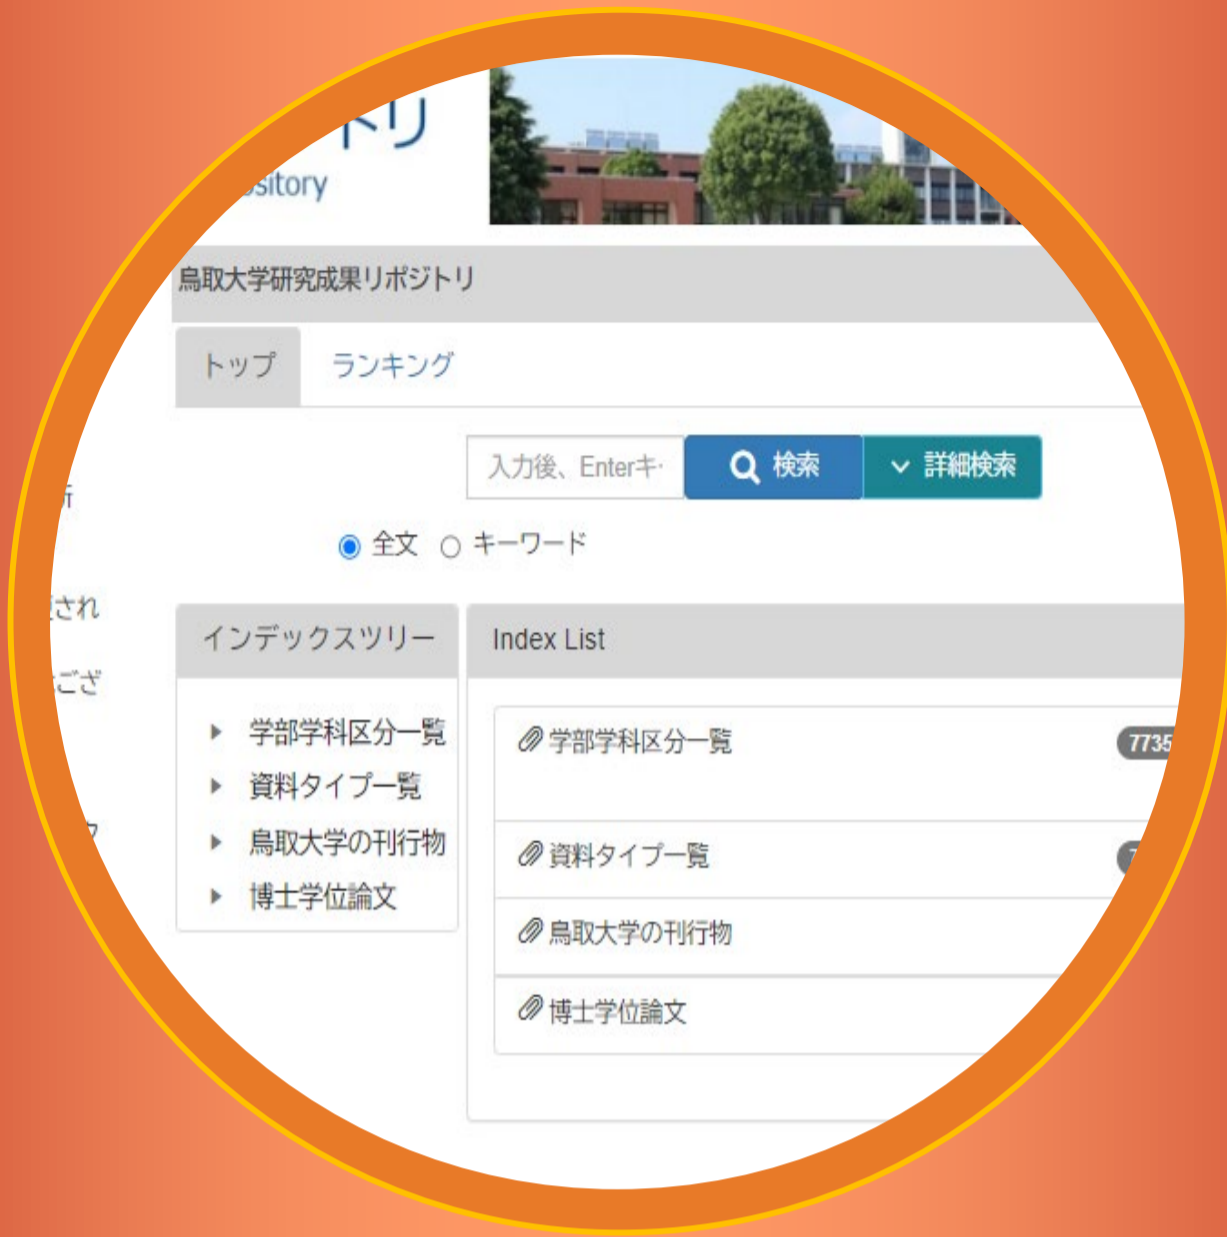 トリ
sitory
鳥取大学研究成果リポジトリ
トップ ランキング
入力後、Enterキ
検索
詳細検索
全文 キーワード
され
ござ
インデックスツリー
学部学科区分一覧
資料タイプ一覧
鳥取大学の刊行物
博士学位論文
Index List
学部学科区分一覧 7735
資料タイプ一覧 7
鳥取大学の刊行物
博士学位論文